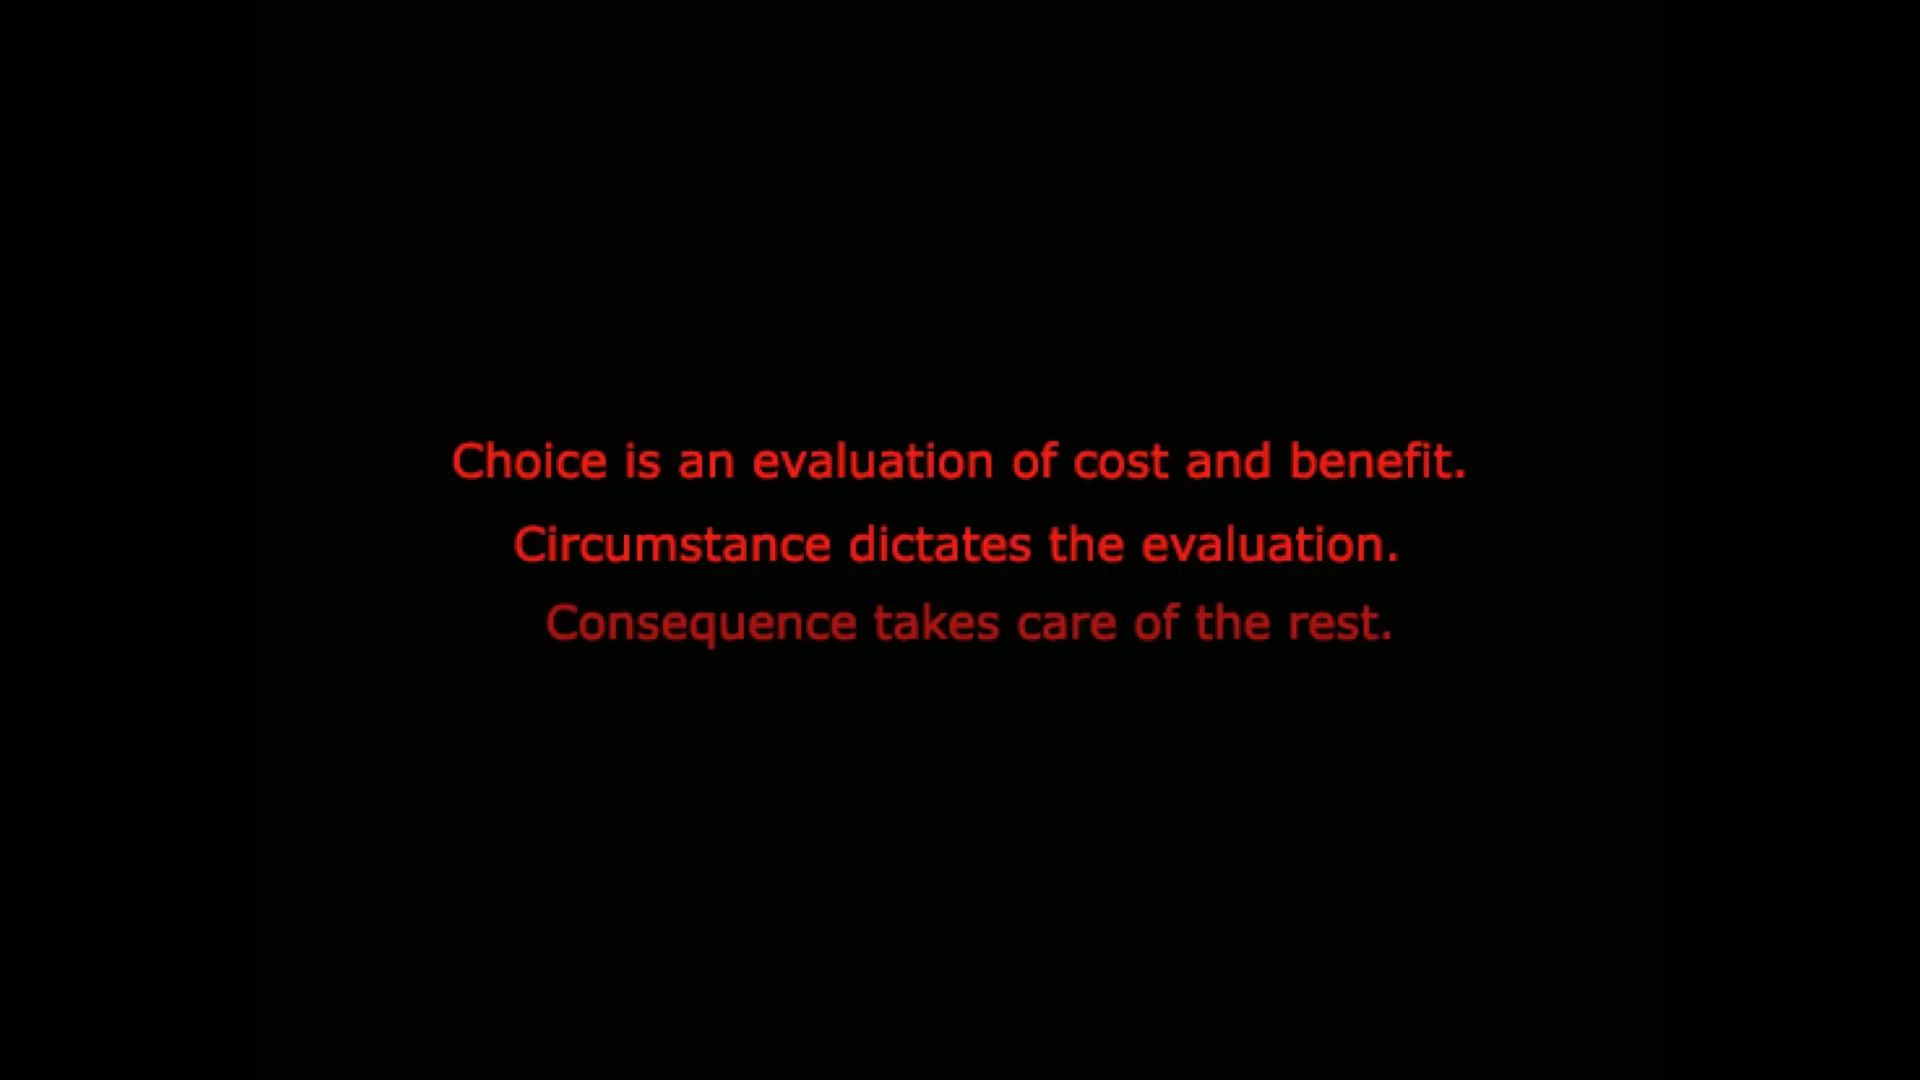 Choice is an evaluation of cost and benefit.
Circumstance dictates the evaluation.
Consequence takes care of the rest.